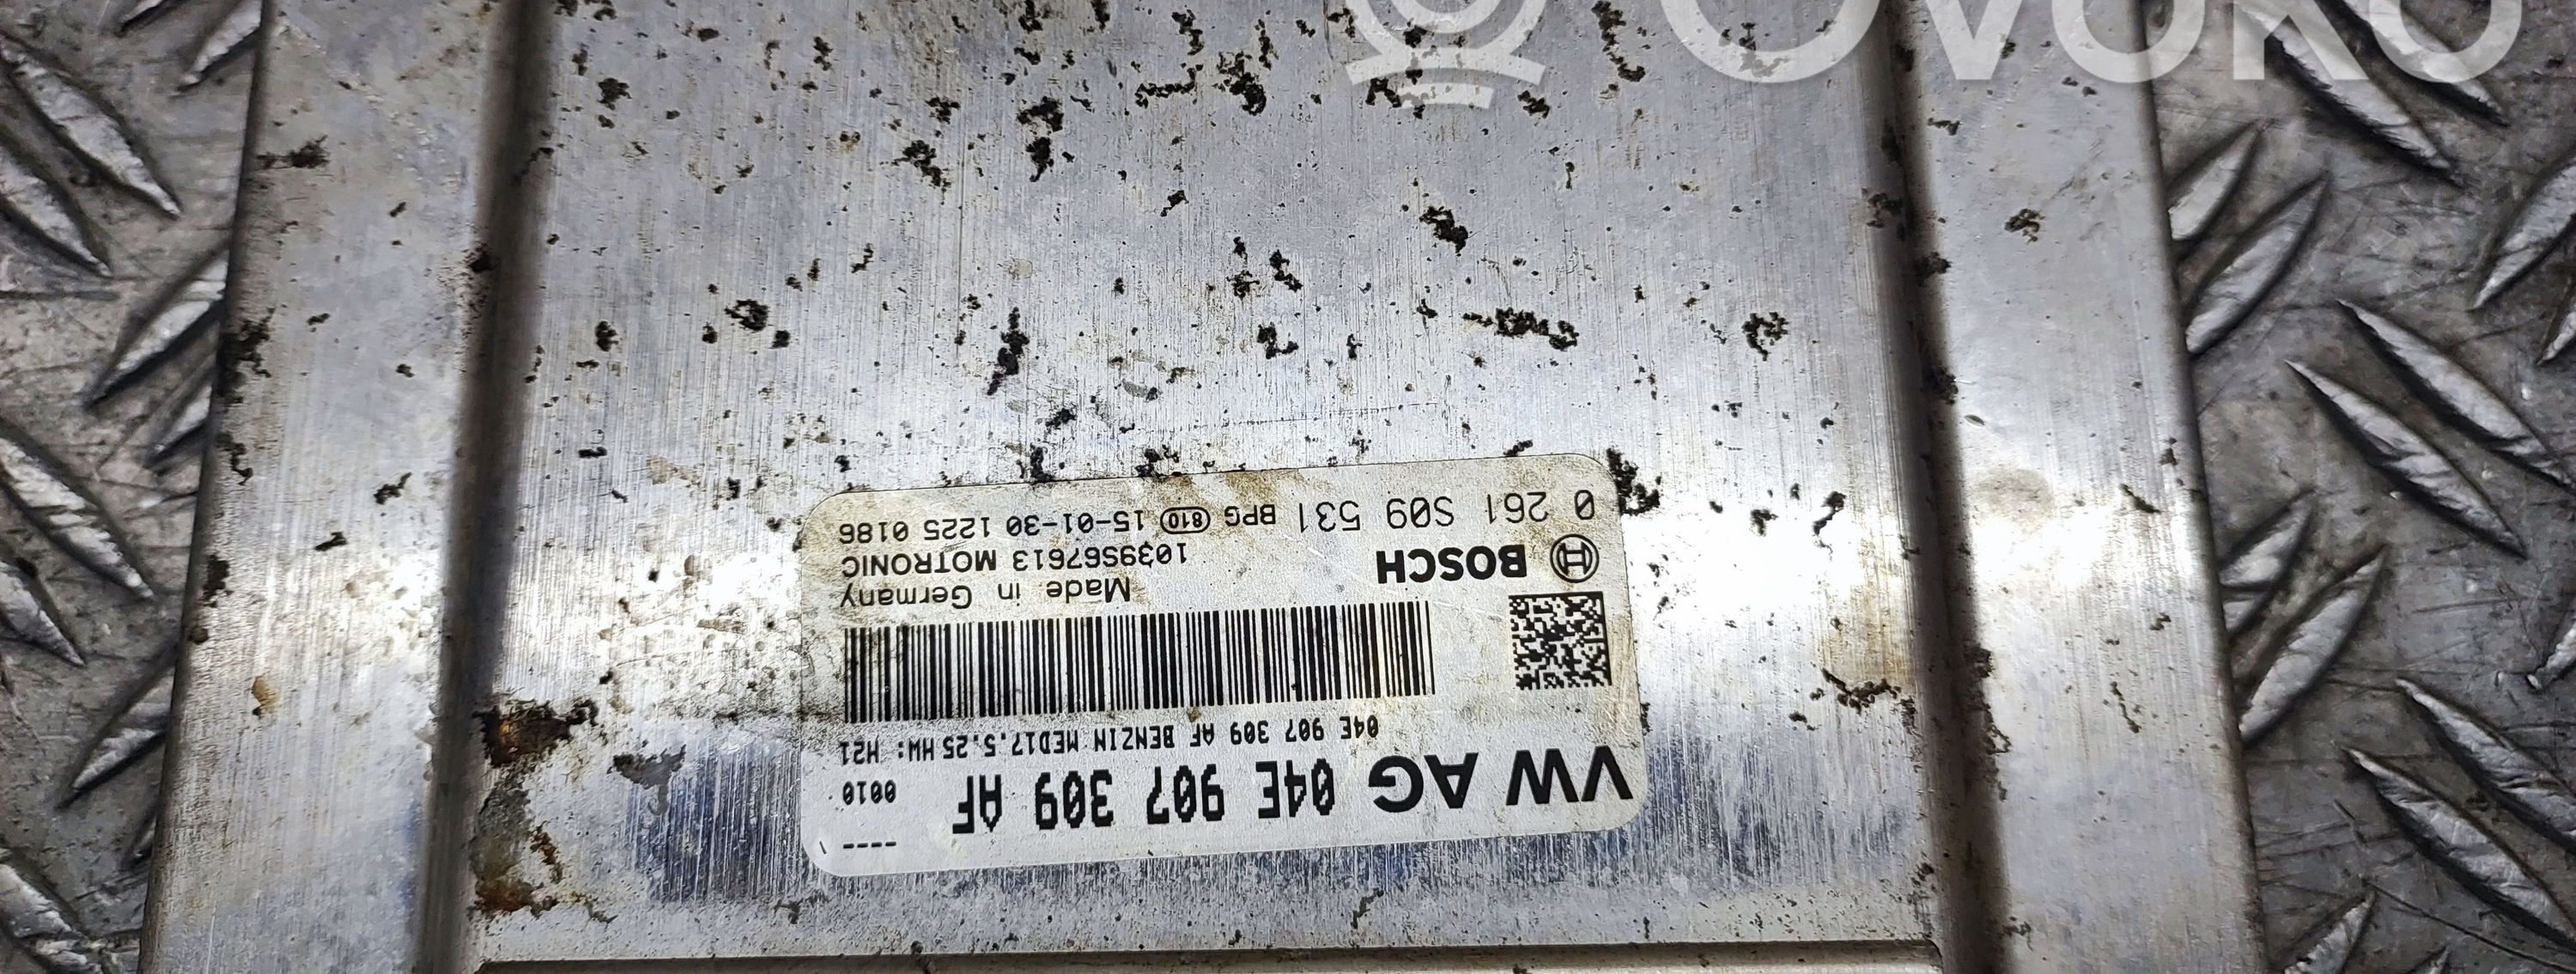 OVOKO
VW AG 04E 907 309 AF
----
0010
04E 907 309 AF BENZIN MED17.5.25 HW: H21
Made in Germany
BOSCH 1039S67613 MOTRONIC
0 261 S09 531 BPG 810 15-01-30 1225 0186